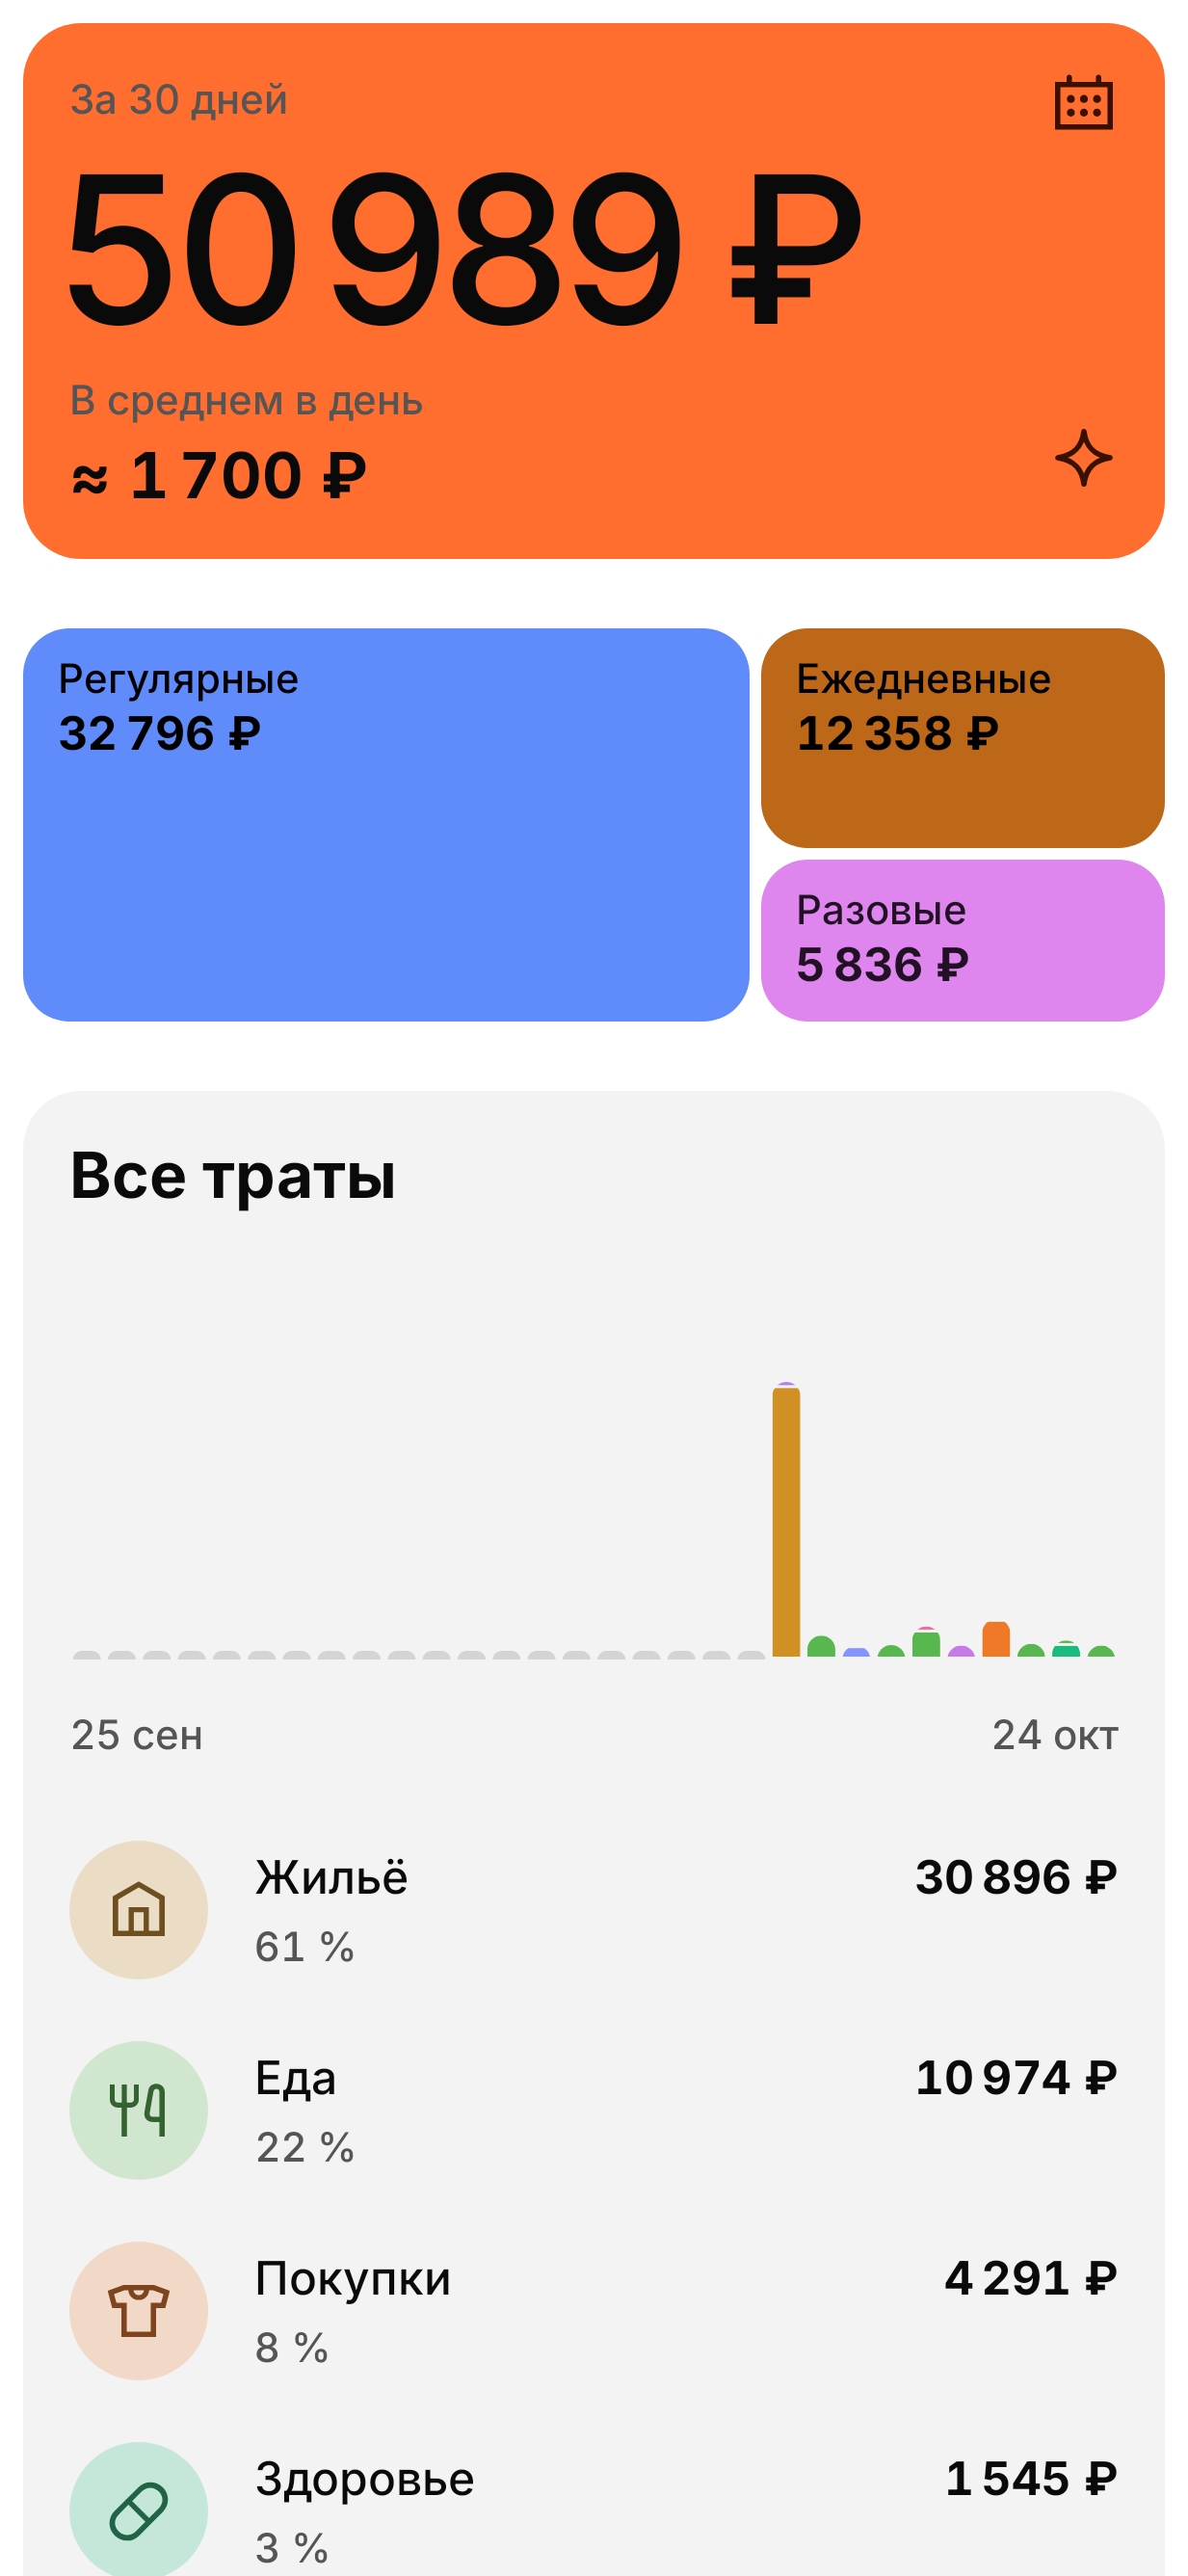 За 30 дней
50 989 ₽
В среднем в день
≈ 1 700 ₽
Регулярные
32 796 ₽
Ежедневные
12 358 ₽
Разовые
5 836 ₽
Все траты
25 сен
24 окт
Жильё
30 896 ₽
61 %
Еда
10 974 ₽
22 %
Покупки
4 291 ₽
8 %
Здоровье
1 545 ₽
3 %